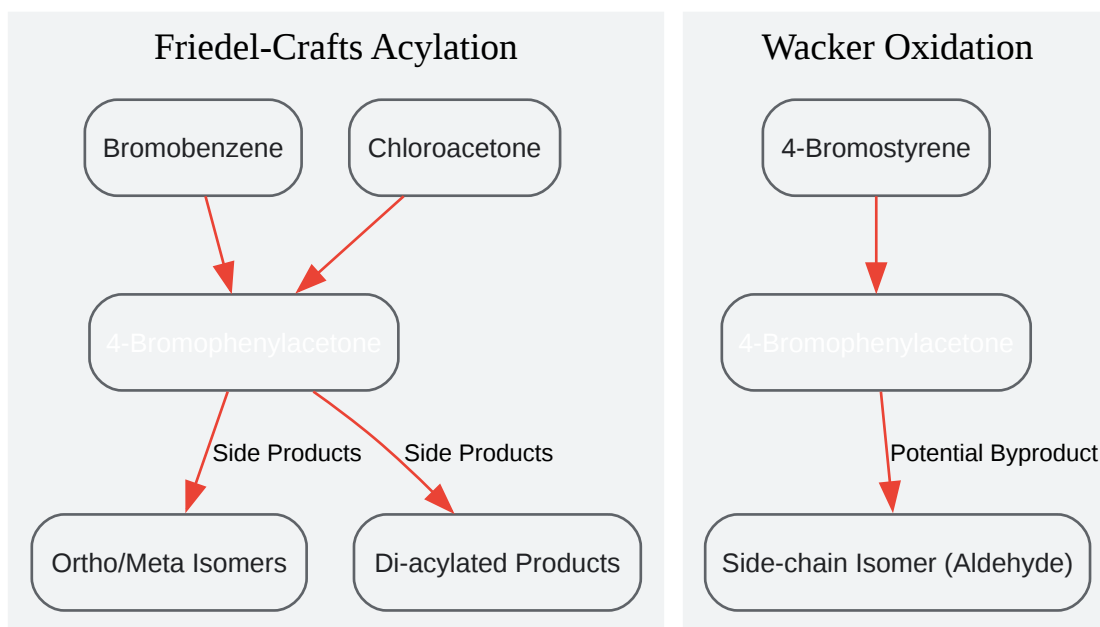 Friedel-Crafts Acylation
Bromobenzene
Chloroacetone
4-Bromophenylacetone
Side Products
Side Products
Ortho/Meta Isomers
Di-acylated Products
Wacker Oxidation
4-Bromostyrene
4-Bromophenylacetone
Potential Byproduct
Side-chain Isomer (Aldehyde)